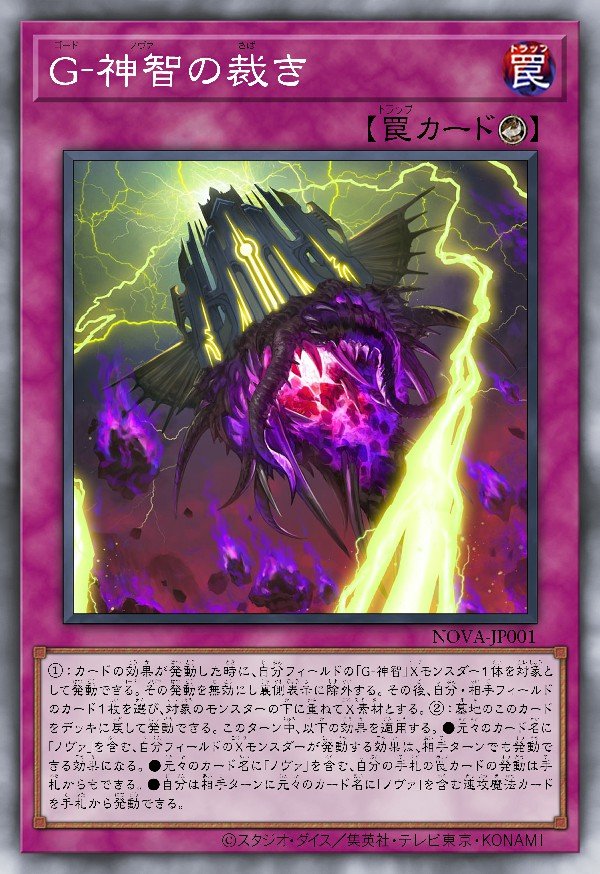 ゴード ノヴァ さば
G-神智の裁き
トラップ
罠
トラップ
【罠カード】
NOVA-JP001
①：カードの効果が発動した時に、自分フィールドの「G-神智」Xモンスター1体を対象と
して発動できる。その発動を無効にし裏側表示に除外する。その後、自分・相手フィールド
のカード1枚を選び、対象のモンスターの下に重ねてX素材とする。②：墓地のこのカード
をデッキに戻して発動できる。このターン中、以下の効果を適用する。●元々のカード名に
「ノヴァ」を含む、自分フィールドのXモンスターが発動する効果は、相手ターンでも発動で
きる効果になる。●元々のカード名に「ノヴァ」を含む、自分の手札の罠カードの発動は手
札からもできる。●自分は相手ターンに元々のカード名に「ノヴァ」を含む速攻魔法カード
を手札から発動できる。
©スタジオ・ダイス／集英社・テレビ東京・KONAMI